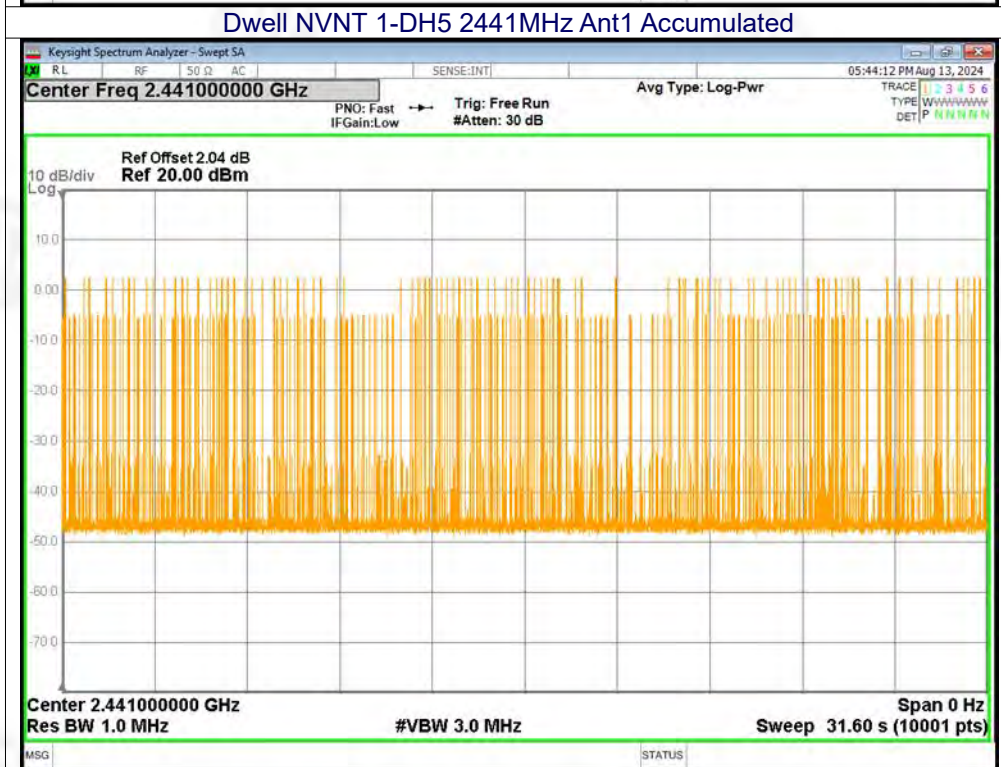 Dwell NVNT 1-DH5 2441MHz Ant1 Accumulated
Keysight Spectrum Analyzer - Swept SA
LXI RL RF 50 Ω AC SENSE:INT 05:44:12 PM Aug 13, 2024
Center Freq 2.441000000 GHz Avg Type: Log-Pwr TRACE 1 2 3 4 5 6
PNO: Fast Trig: Free Run TYPE WWWWWW
IFGain:Low #Atten: 30 dB DET P N N N N N
Ref Offset 2.04 dB
10 dB/div Ref 20.00 dBm
Log
10.0
0.00
-10.0
-20.0
-30.0
-40.0
-50.0
-60.0
-70.0
Center 2.441000000 GHz Span 0 Hz
Res BW 1.0 MHz #VBW 3.0 MHz Sweep 31.60 s (10001 pts)
MSG STATUS